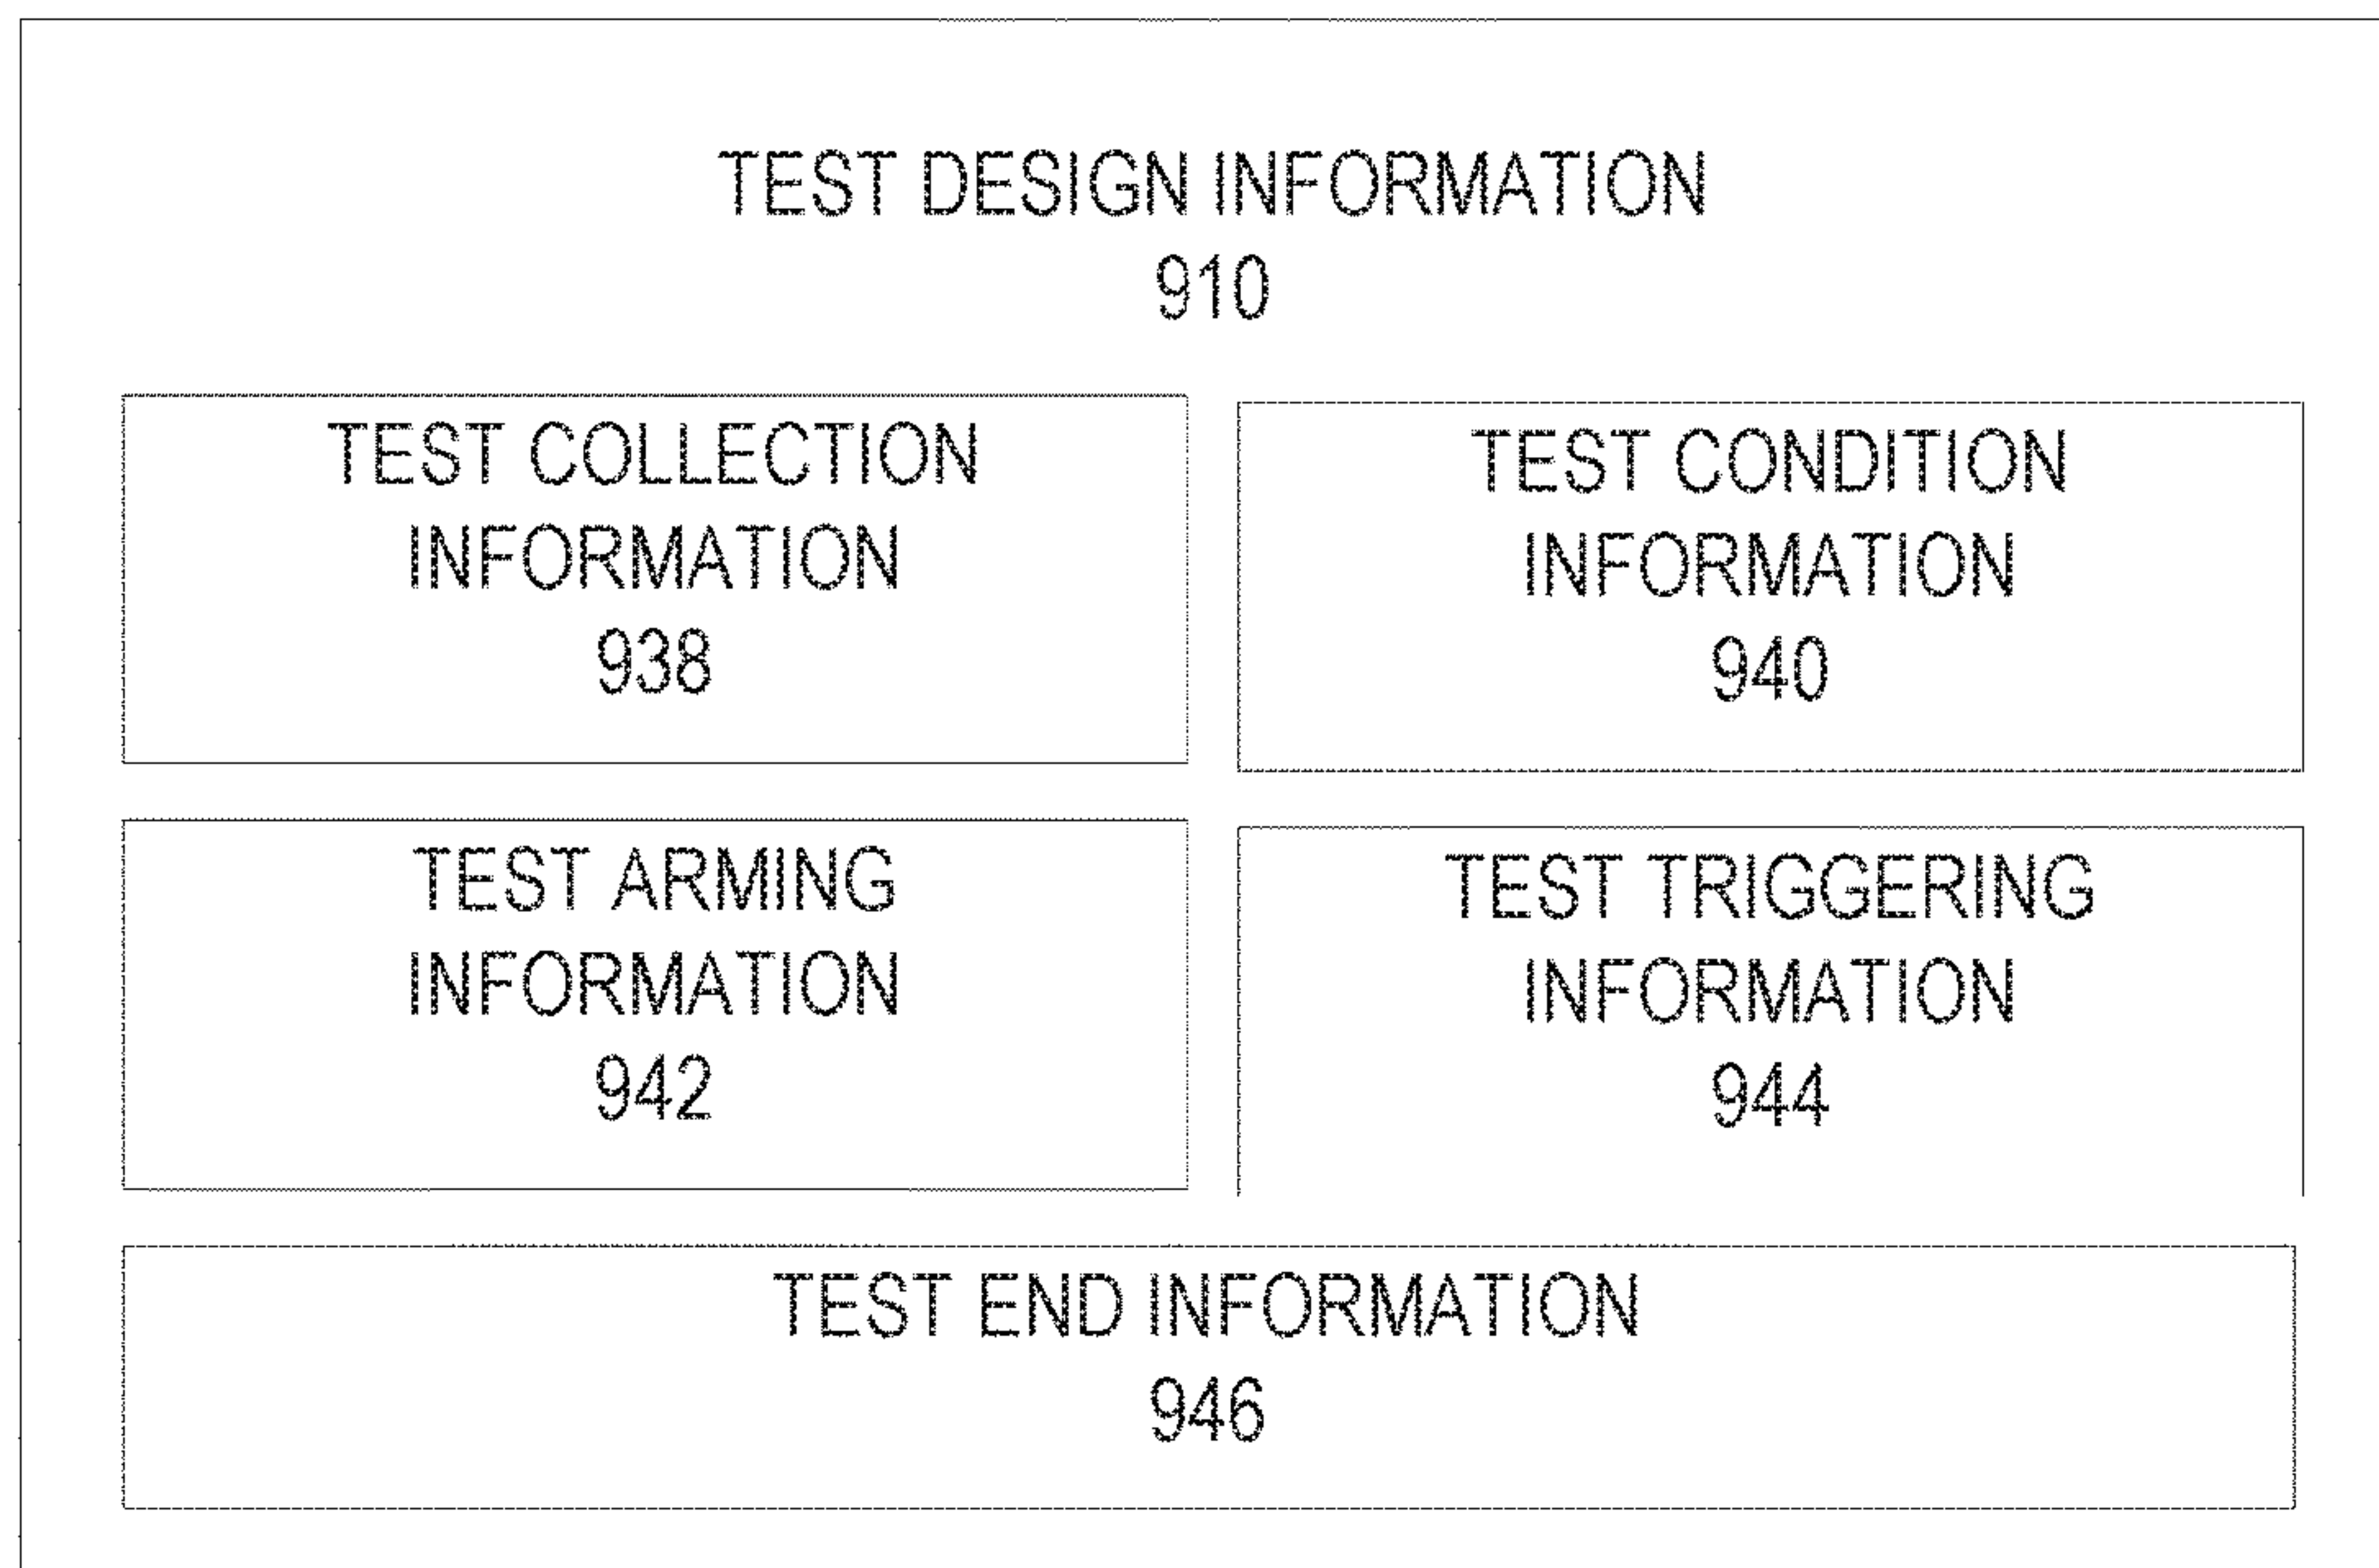 TEST DESIGN INFORMATION
910
TEST COLLECTION
INFORMATION
938
TEST CONDITION
INFORMATION
940
TEST ARMING
INFORMATION
942
TEST TRIGGERING
INFORMATION
944
TEST END INFORMATION
946